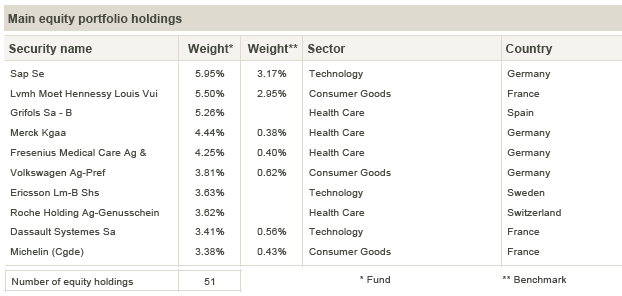 Main equity portfolio holdings
Security name Weight* Weight** Sector Country
Sap Se 5.95% 3.17% Technology Germany
Lvmh Moet Hennessy Louis Vui 5.50% 2.95% Consumer Goods France
Grifols Sa - B 5.26% Health Care Spain
Merck Kgaa 4.44% 0.38% Health Care Germany
Fresenius Medical Care Ag & 4.25% 0.40% Health Care Germany
Volkswagen Ag-Pref 3.81% 0.62% Consumer Goods Germany
Ericsson Lm-B Shs 3.63% Technology Sweden
Roche Holding Ag-Genusschein 3.62% Health Care Switzerland
Dassault Systemes Sa 3.41% 0.56% Technology France
Michelin (Cgde) 3.38% 0.43% Consumer Goods France
Number of equity holdings 51 * Fund ** Benchmark